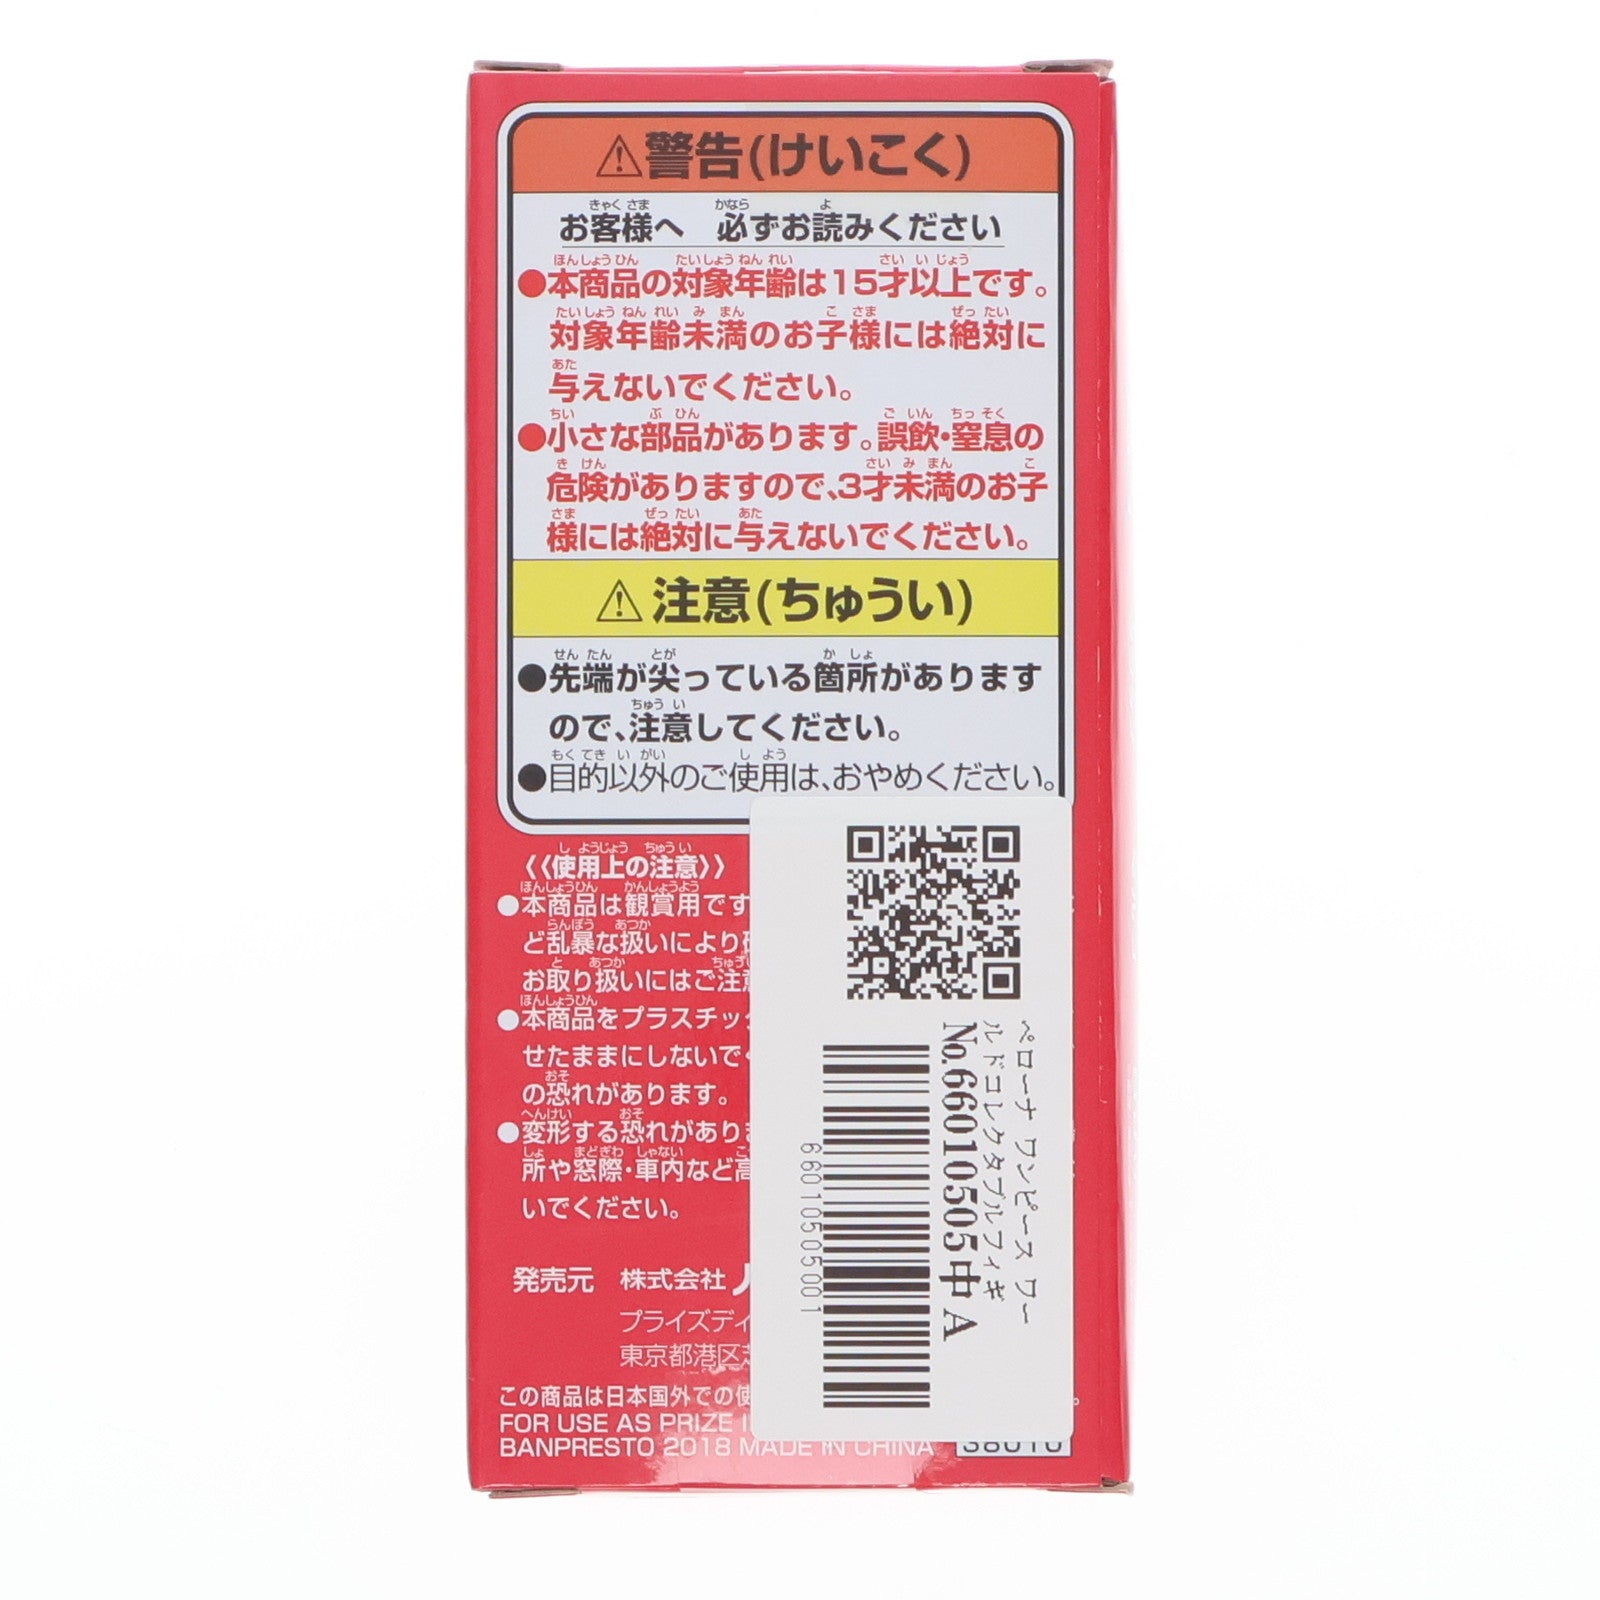 ⚠警告(けいこく)
お客様へ 必ずお読みください
●本商品の対象年齢は15才以上です。
対象年齢未満のお子様には絶対に
与えないでください。
●小さな部品があります。誤飲・窒息の
危険がありますので、3才未満のお子
様には絶対に与えないでください。
⚠注意(ちゅうい)
●先端が尖っている箇所があります
ので、注意してください。
●目的以外のご使用は、おやめください。
《使用上の注意》
●本商品は観賞用です
ど乱暴な扱いにより
お取り扱いにはご注
●本商品をプラスチッ
せたままにしないで
の恐れがあります。
●変形する恐れがあり
所や窓際・車内など高
いでください。
発売元 株式会社
プライズディ
東京都港区
この商品は日本国外での使
FOR USE AS PRIZE
BANPRESTO 2018 MADE IN CHINA
38010
ペローナ ワンピース ワー
ルドコレクタブルフィギ
No.66010505中A
66010505001